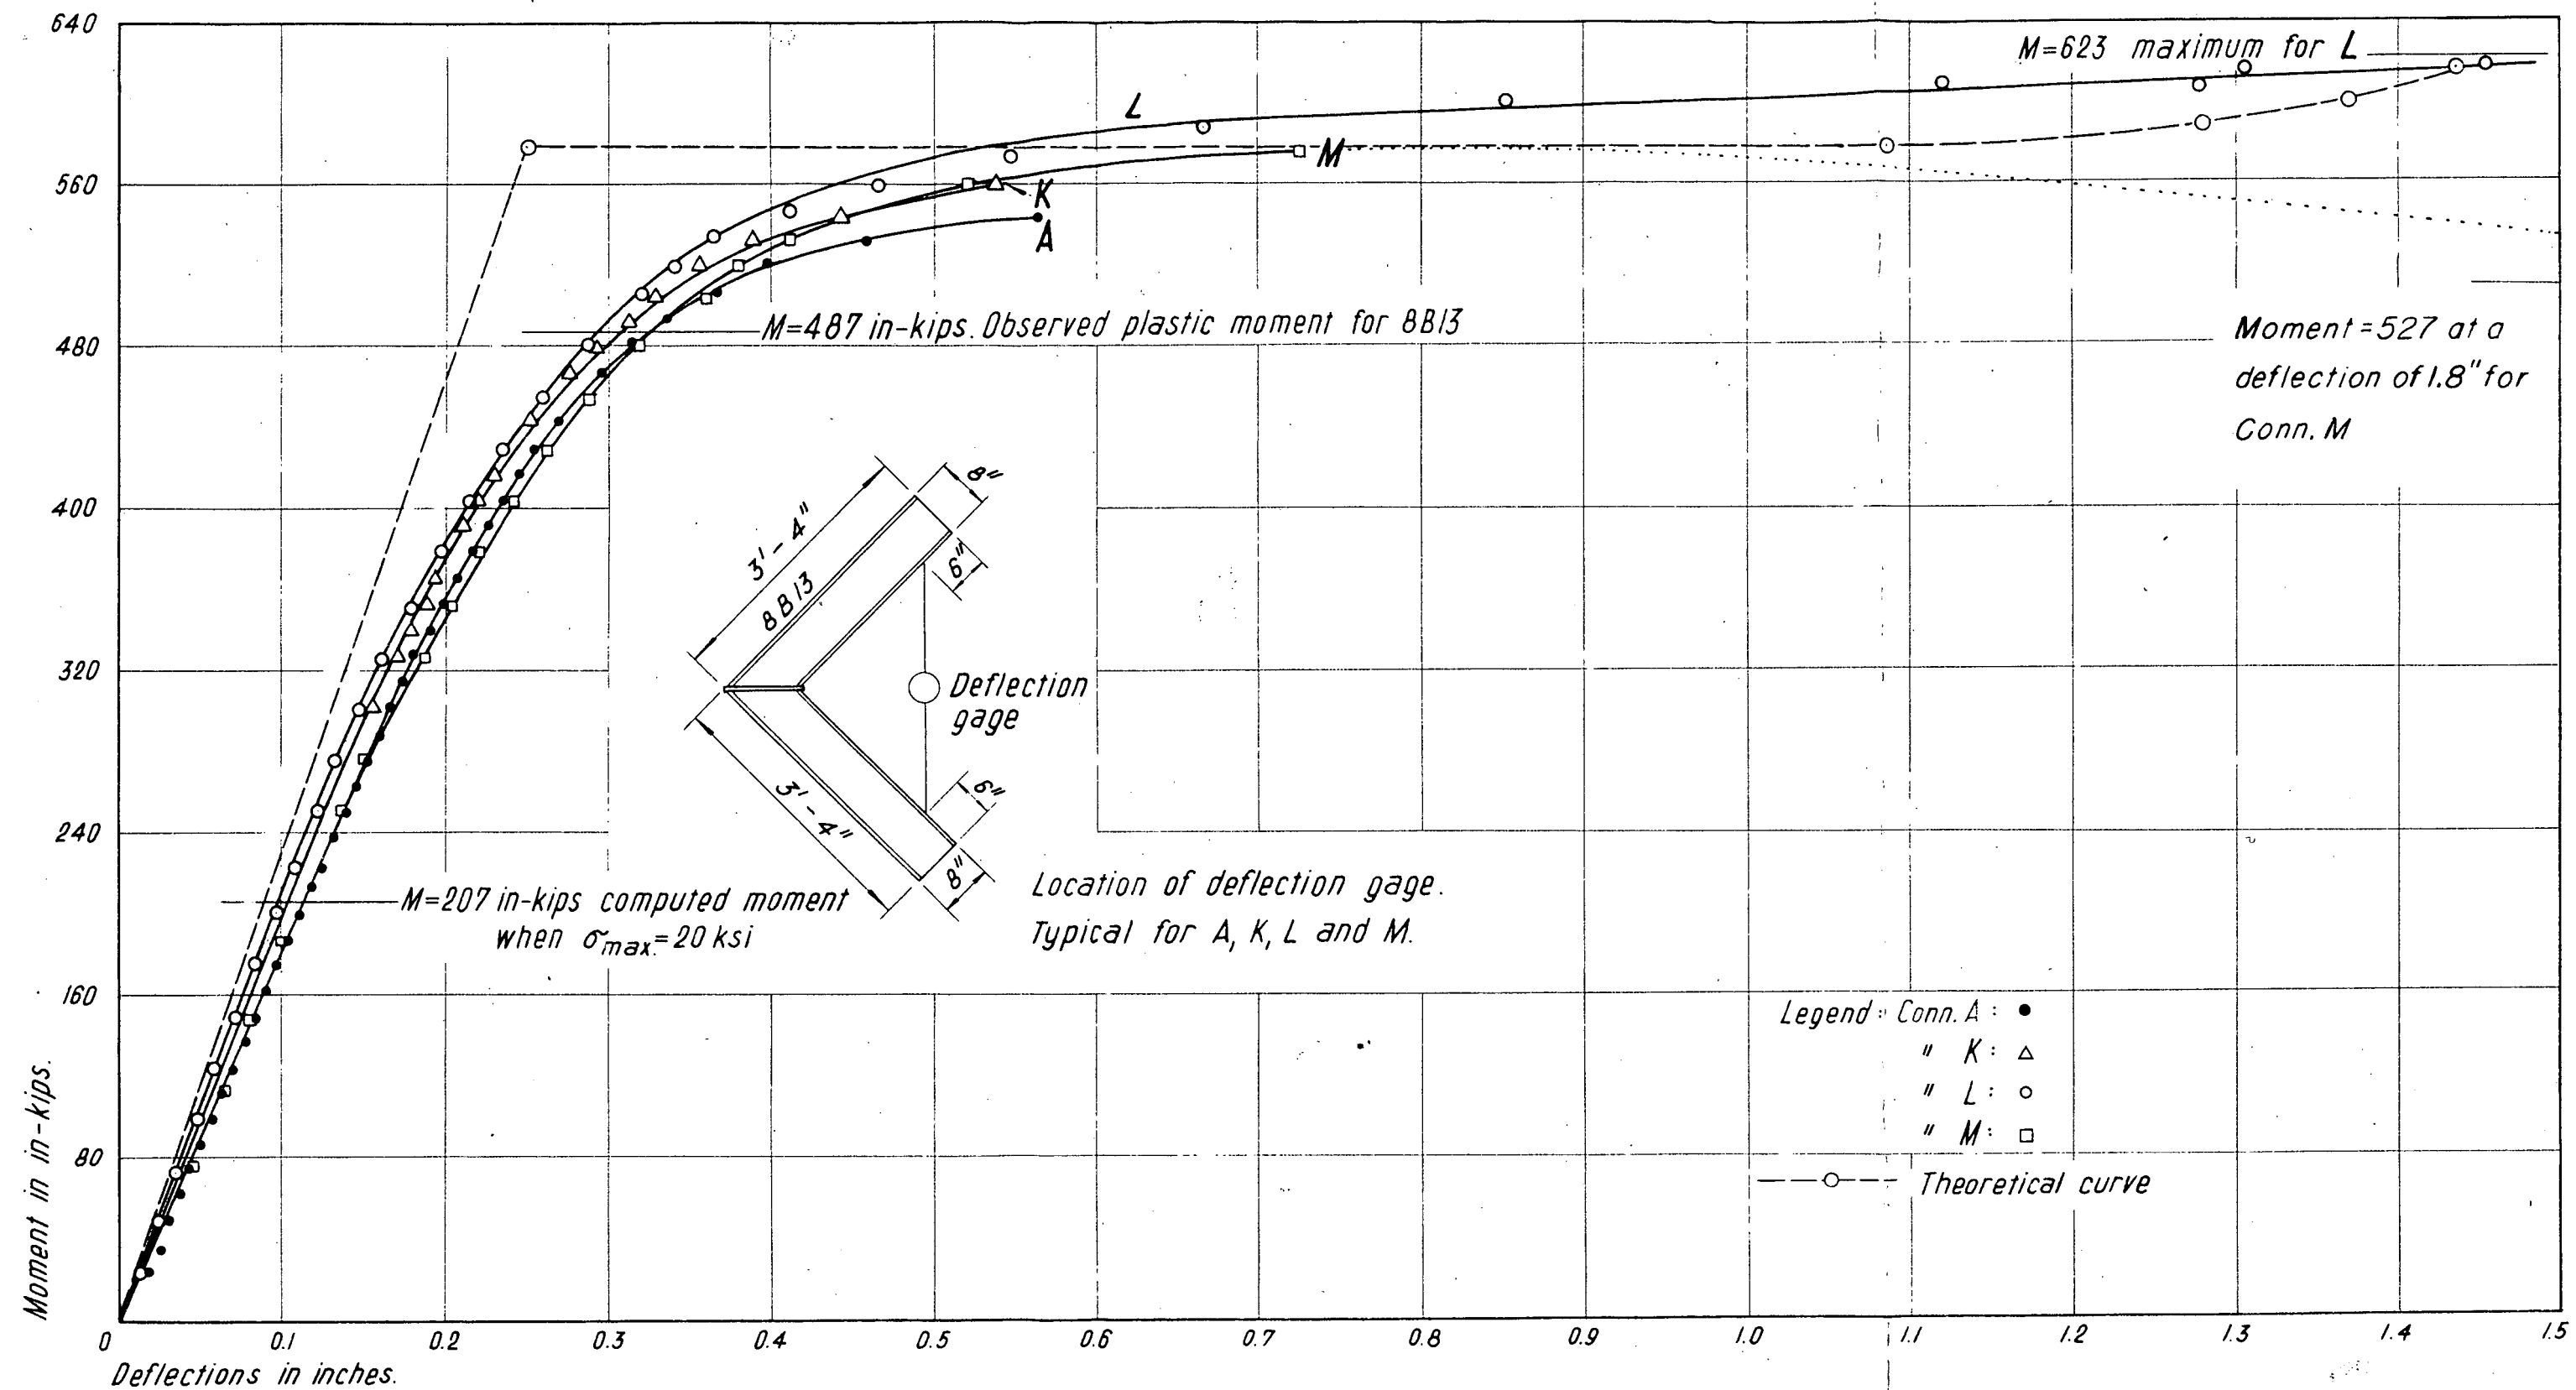 640
560
480
400
320
240
160
80
0
0.1
0.2
0.3
0.4
0.5
0.6
0.7
0.8
0.9
1.0
1.1
1.2
1.3
1.4
1.5
Moment in in-kips.
Deflections in inches.
M=623 maximum for L
L
M
K
A
M=487 in-kips. Observed plastic moment for 8B13
Moment=527 at a
deflection of 1.8" for
Conn. M
3'-4"
8"
8B13
6"
Deflection
gage
3'-4"
6"
8"
M=207 in-kips computed moment
when σmax.=20 ksi
Location of deflection gage.
Typical for A, K, L and M.
Legend: Conn. A:
" K:
" L:
" M:
Theoretical curve